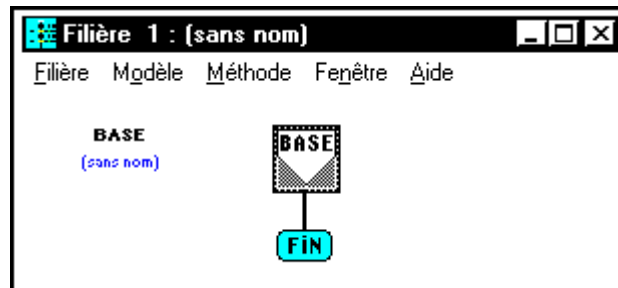 Filière 1 : (sans nom)
Filière Modèle Méthode Fenêtre Aide
BASE
(sans nom)
BASE
FiN